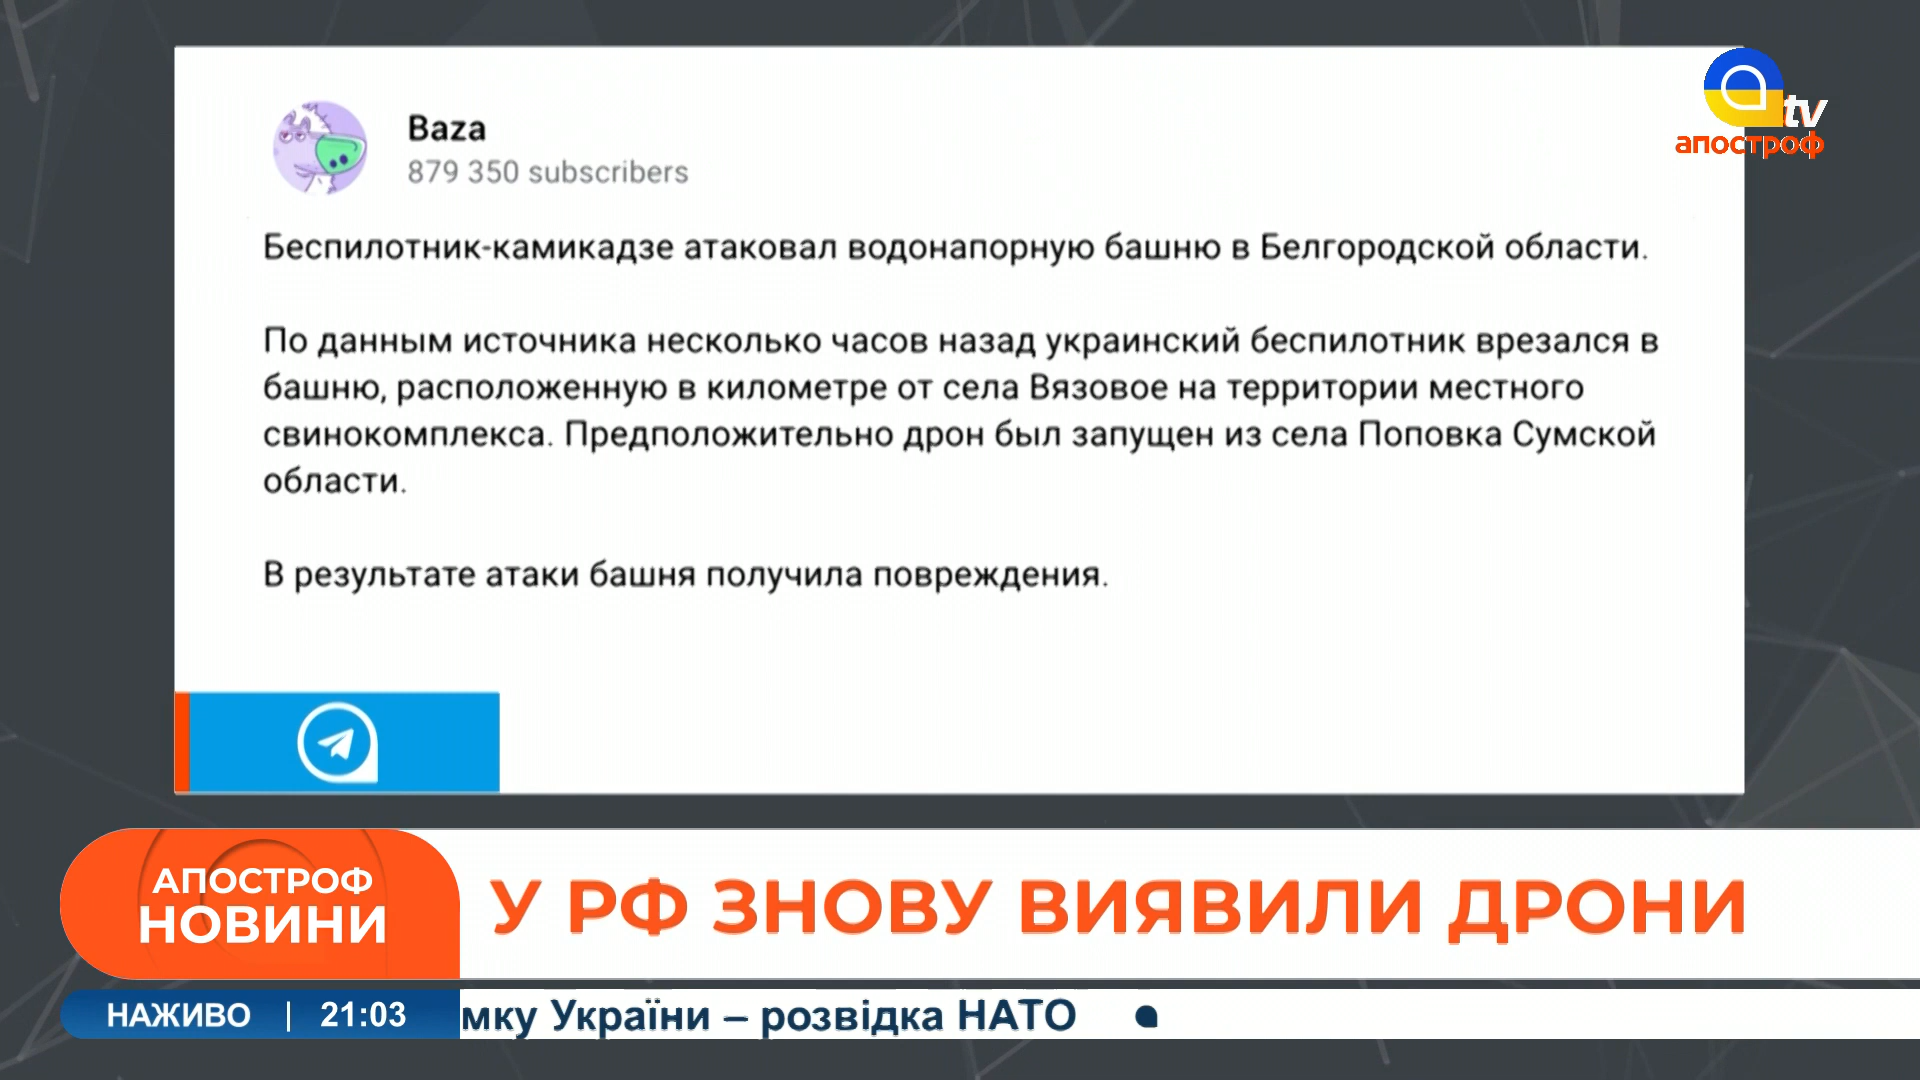 Baza
879 350 subscribers
Беспилотник-камикадзе атаковал водонапорную башню в Белгородской области.
По данным источника несколько часов назад украинский беспилотник врезался в
башню, расположенную в километре от села Вязовое на территории местного
свинокомплекса. Предположительно дрон был запущен из села Поповка Сумской
области.
В результате атаки башня получила повреждения.
tv
апостроф
АПОСТРОФ
НОВИНИ
У РФ ЗНОВУ ВИЯВИЛИ ДРОНИ
НАЖИВО | 21:03
мку України – розвідка НАТО